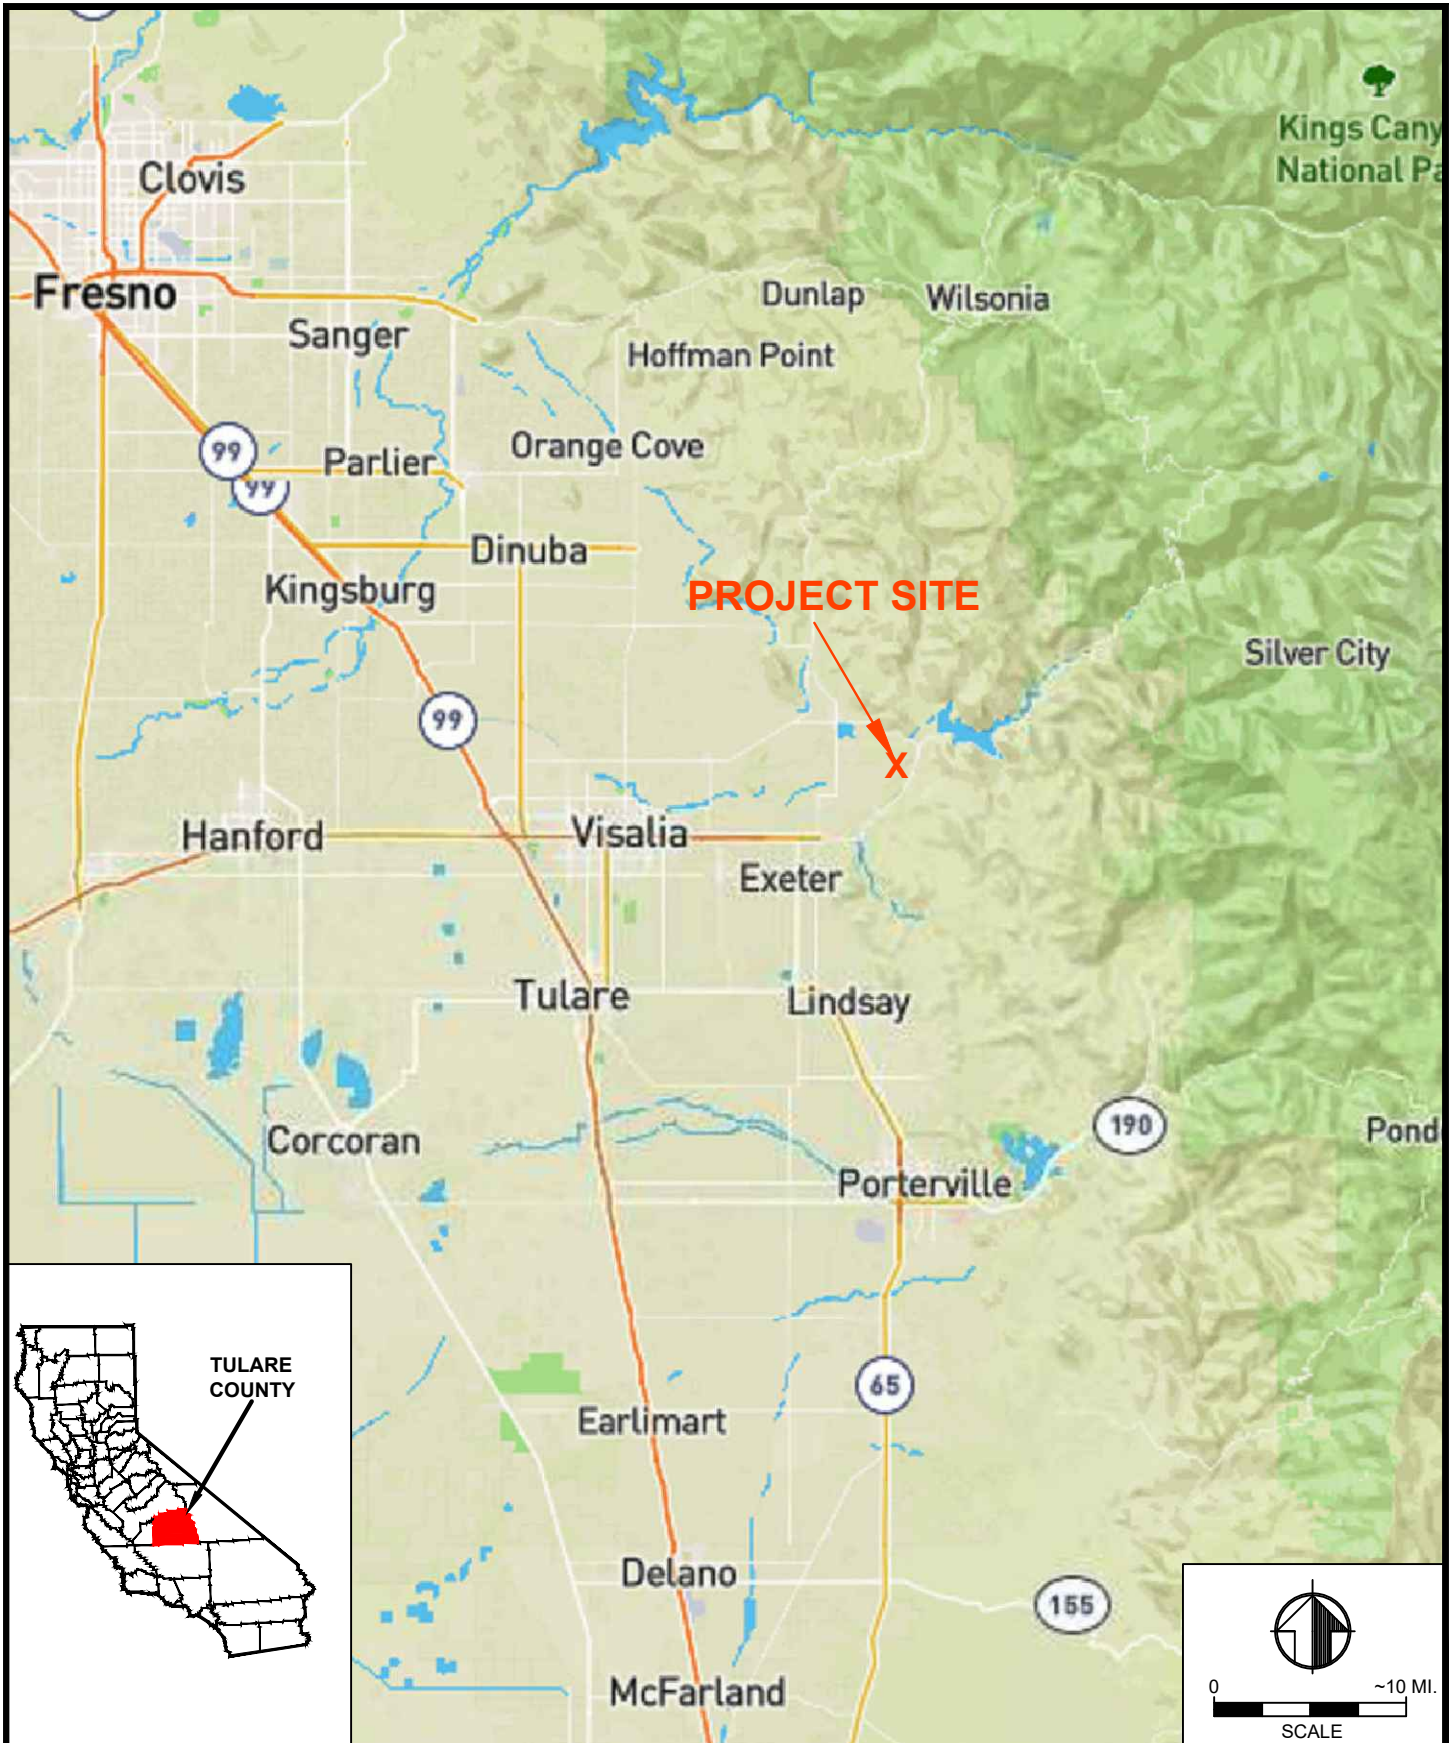 Kings Cany
National Pa
Clovis
Fresno
Dunlap
Wilsonia
Sanger
Hoffman Point
99
Parlier
Orange Cove
99
Dinuba
Kingsburg
PROJECT SITE
Silver City
99
X
Hanford
Visalia
Exeter
Tulare
Lindsay
190
Pond
Corcoran
Porterville
TULARE
COUNTY
65
Earlimart
Delano
155
McFarland
0 ~10 MI.
SCALE